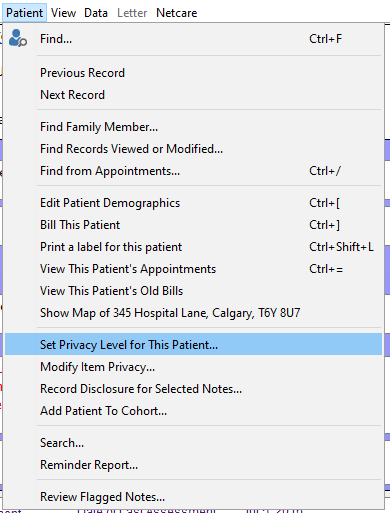 Patient View Data Letter Netcare
Find... Ctrl+F
Previous Record
Next Record
Find Family Member...
Find Records Viewed or Modified...
Find from Appointments... Ctrl+/
Edit Patient Demographics Ctrl+[
Bill This Patient Ctrl+]
Print a label for this patient Ctrl+Shift+L
View This Patient's Appointments Ctrl+=
View This Patient's Old Bills
Show Map of 345 Hospital Lane, Calgary, T6Y 8U7
Set Privacy Level for This Patient...
Modify Item Privacy...
Record Disclosure for Selected Notes...
Add Patient To Cohort...
Search...
Reminder Report...
Review Flagged Notes...